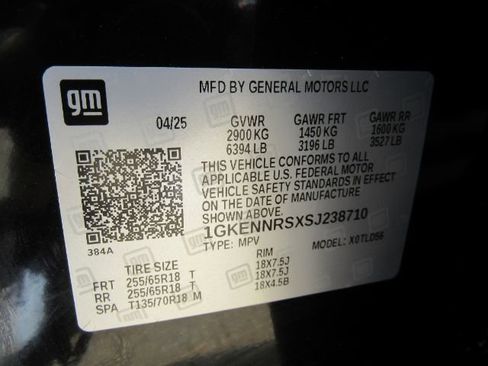 gm
MFD BY GENERAL MOTORS LLC
04/25 GVWR GAWR FRT GAWR RR
2900 KG 1450 KG 1600 KG
6394 LB 3196 LB 3527 LB
THIS VEHICLE CONFORMS TO ALL
APPLICABLE U.S. FEDERAL MOTOR
VEHICLE SAFETY STANDARDS IN EFFECT
ON THE DATE OF MANUFACTURE
SHOWN ABOVE.
1GKENNRSXSJ238710
384A TYPE: MPV MODEL: X0TLD56
TIRE SIZE RIM
FRT 255/65R18 T 18X7.5J
RR 255/65R18 T 18X7.5J
SPA T135/70R18 M 18X4.5B